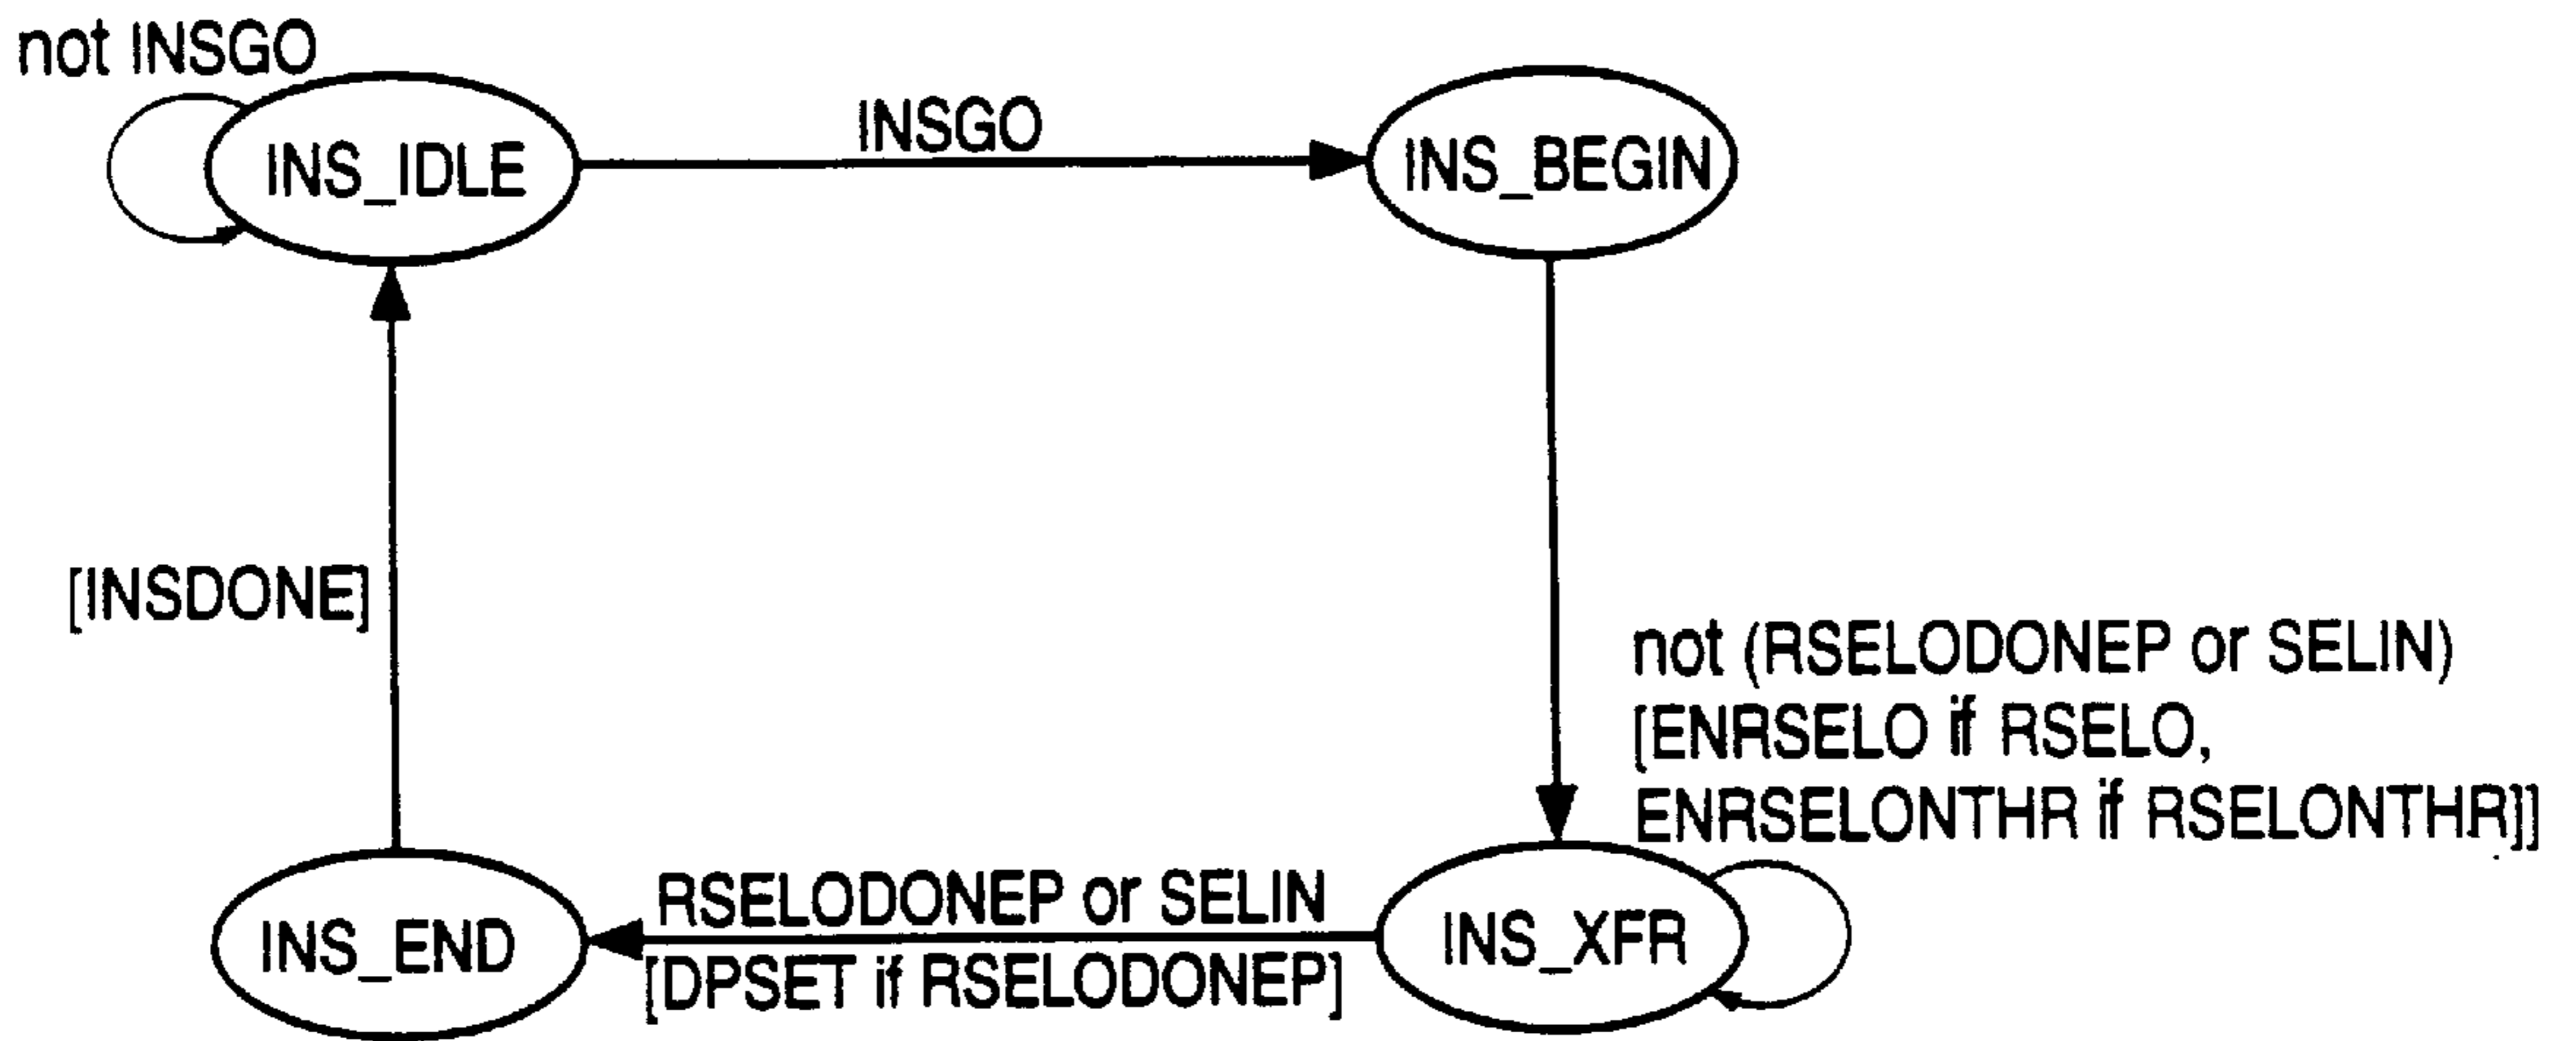 not INSGO
INS_IDLE
INSGO
INS_BEGIN
[INSDONE]
not (RSELODONEP or SELIN)
[ENRSELO if RSELO,
ENRSELONTHR if RSELONTHR]]
INS_END
RSELODONEP or SELIN
[DPSET if RSELODONEP]
INS_XFR